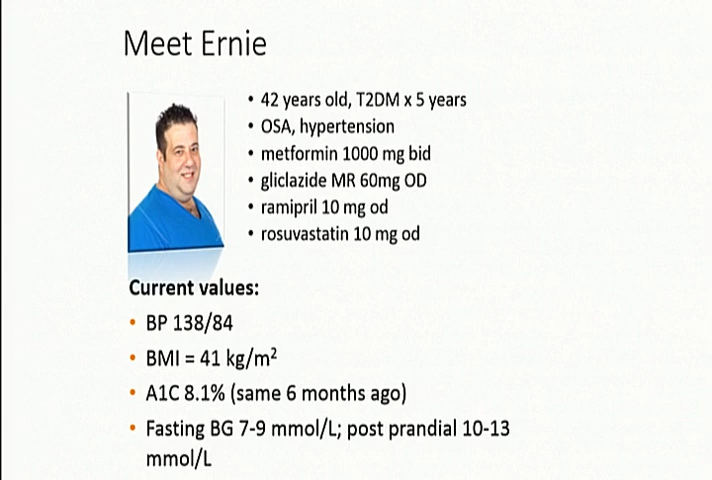 Meet Ernie
• 42 years old, T2DM x 5 years
• OSA, hypertension
• metformin 1000 mg bid
• gliclazide MR 60mg OD
• ramipril 10 mg od
• rosuvastatin 10 mg od
Current values:
• BP 138/84
• BMI = 41 kg/m²
• A1C 8.1% (same 6 months ago)
• Fasting BG 7-9 mmol/L; post prandial 10-13
mmol/L